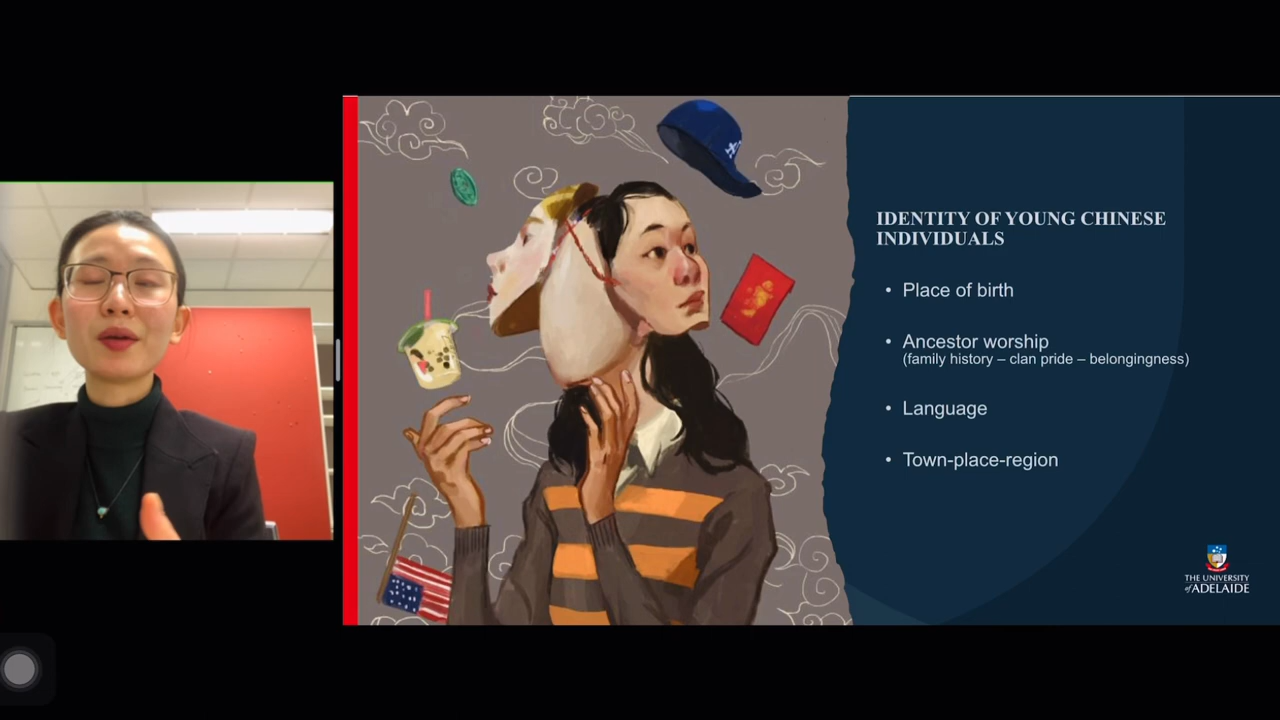 IDENTITY OF YOUNG CHINESE
INDIVIDUALS
• Place of birth
• Ancestor worship
(family history – clan pride – belongingness)
• Language
• Town-place-region
THE UNIVERSITY
of ADELAIDE